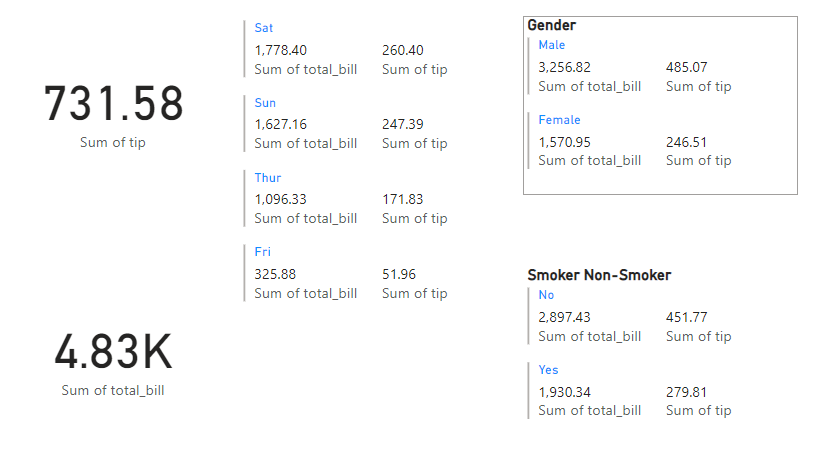 731.58
Sum of tip
4.83K
Sum of total_bill
Sat
1,778.40 260.40
Sum of total_bill Sum of tip
Sun
1,627.16 247.39
Sum of total_bill Sum of tip
Thur
1,096.33 171.83
Sum of total_bill Sum of tip
Fri
325.88 51.96
Sum of total_bill Sum of tip
Gender
Male
3,256.82 485.07
Sum of total_bill Sum of tip
Female
1,570.95 246.51
Sum of total_bill Sum of tip
Smoker Non-Smoker
No
2,897.43 451.77
Sum of total_bill Sum of tip
Yes
1,930.34 279.81
Sum of total_bill Sum of tip